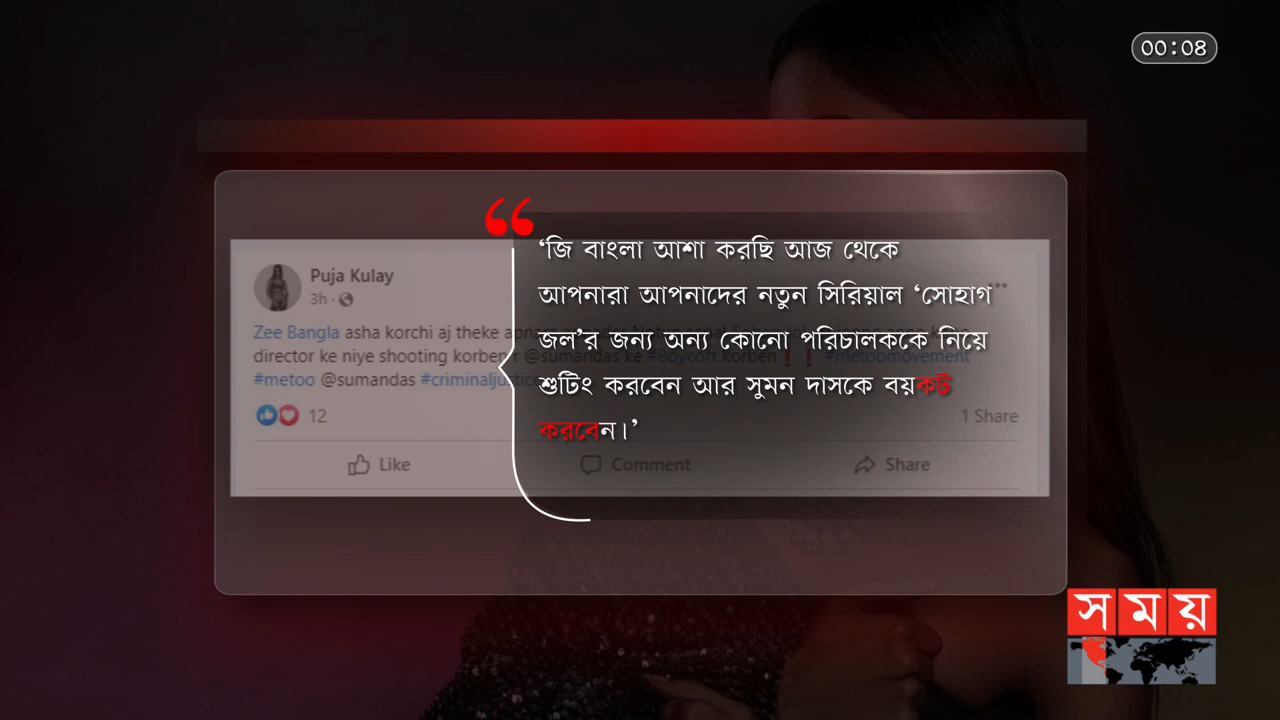 00:08
“
‘জি বাংলা আশা করছি আজ থেকে
আপনারা আপনাদের নতুন সিরিয়াল ‘সোহাগ
জল’র জন্য অন্য কোনো পরিচালককে নিয়ে
শুটিং করবেন আর সুমন দাসকে বয়কট
করবেন।’
Puja Kulay
3h ·
Zee Bangla asha korchi aj theke
director ke niye shooting korben r @sumandas ke #Boycott korben❗❗ #metoomovement
#metoo @sumandas #criminaljustice
12
1 Share
Like Comment Share
সময়